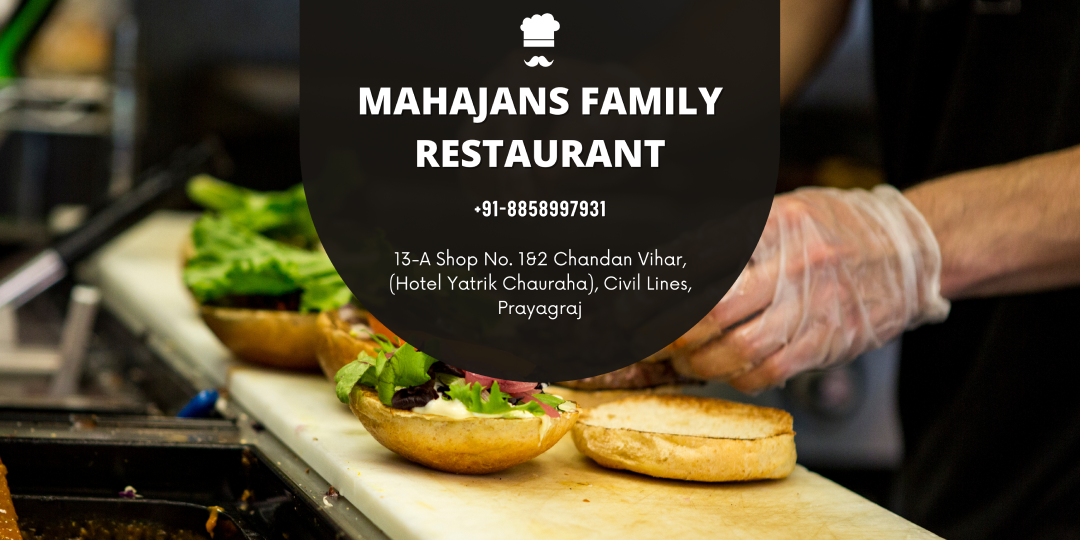 MAHAJANS FAMILY
RESTAURANT
+91-8858997931
13-A Shop No. 1&2 Chandan Vihar,
(Hotel Yatrik Chauraha), Civil Lines,
Prayagraj